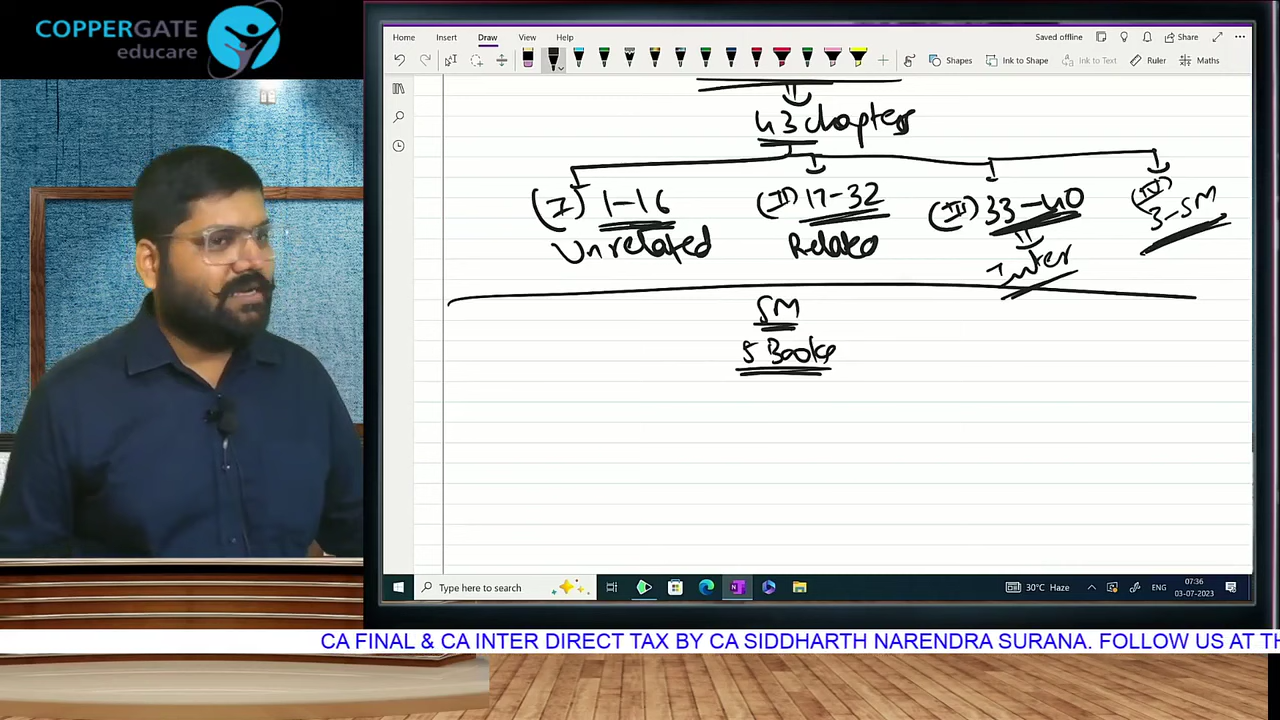 COPPERGATE
educare
Home Insert Draw View Help
Saved offline
Share
Shapes
Ink to Shape
Ink to Text
Ruler
Maths
43 chapters
(I) 1-16
Unrelated
(II) 17-32
Related
(III) 33-40
Inter
(IV)
3-SM
SM
5 Books
Type here to search
30°C Haze
ENG
07:36
03-07-2023
CA FINAL & CA INTER DIRECT TAX BY CA SIDDHARTH NARENDRA SURANA. FOLLOW US AT TH